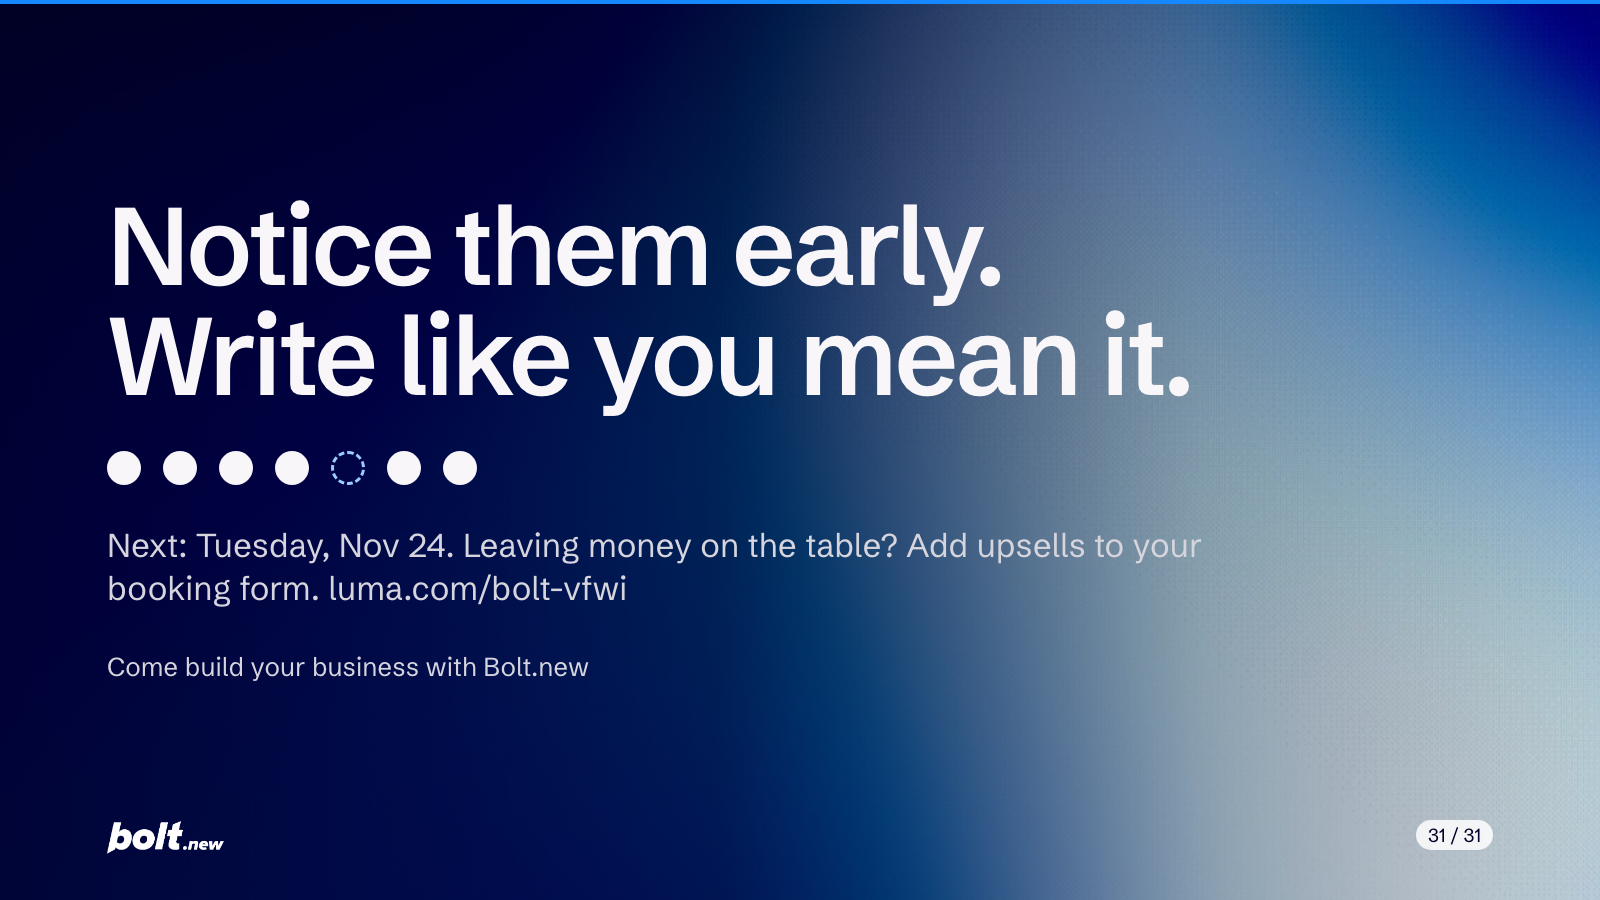 Notice them early.
Write like you mean it.
Next: Tuesday, Nov 24. Leaving money on the table? Add upsells to your
booking form. luma.com/bolt-vfwi
Come build your business with Bolt.new
bolt.new
31 / 31